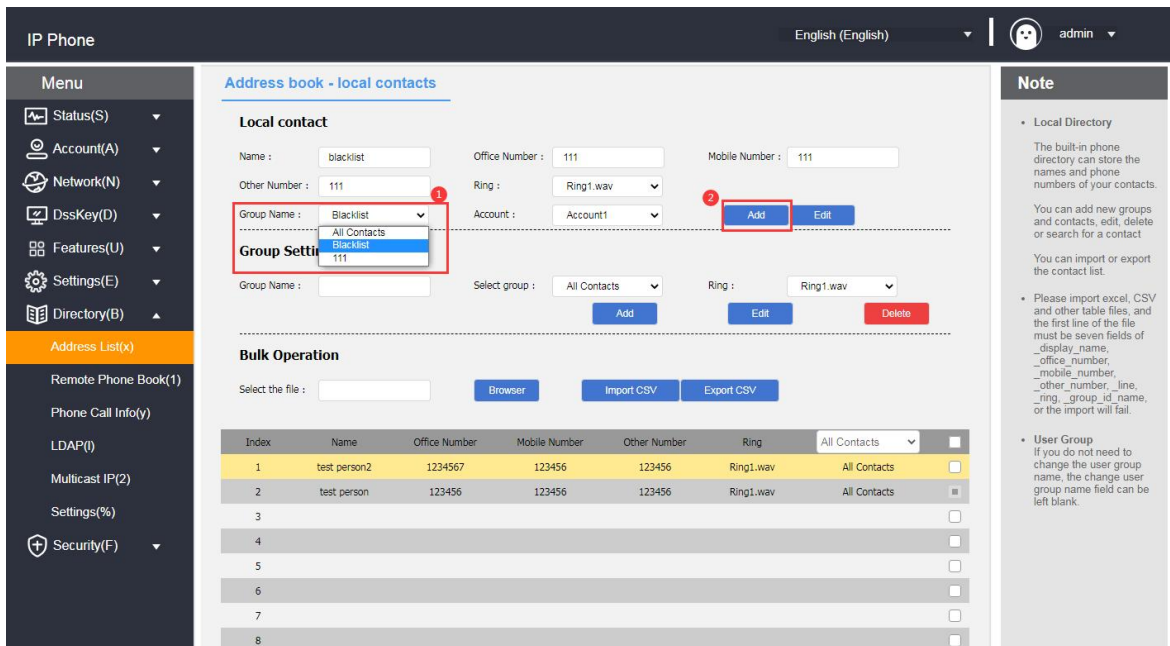 IP Phone
English (English)
admin
Menu
Status(S)
Account(A)
Network(N)
DssKey(D)
Features(U)
Settings(E)
Directory(B)
Address List(x)
Remote Phone Book(1)
Phone Call Info(y)
LDAP(l)
Multicast IP(2)
Settings(%)
Security(F)
Address book - local contacts
Local contact
Name : blacklist Office Number : 111 Mobile Number : 111
Other Number : 111 Ring : Ring1.wav
1
2
Group Name : Blacklist Account : Account1 Add Edit
All Contacts
Blacklist
111
Group Setti
Group Name : Select group : All Contacts Ring : Ring1.wav
Add Edit Delete
Bulk Operation
Select the file : Browser Import CSV Export CSV
Index Name Office Number Mobile Number Other Number Ring All Contacts
1 test person2 1234567 123456 123456 Ring1.wav All Contacts
2 test person 123456 123456 123456 Ring1.wav All Contacts
3
4
5
6
7
8
Note
• Local Directory
The built-in phone
directory can store the
names and phone
numbers of your contacts.
You can add new groups
and contacts, edit, delete
or search for a contact
You can import or export
the contact list.
• Please import excel, CSV
and other table files, and
the first line of the file
must be seven fields of
_display_name,
_office_number,
_mobile_number,
_other_number, _line,
_ring, _group_id_name,
or the import will fail.
• User Group
If you do not need to
change the user group
name, the change user
group name field can be
left blank.